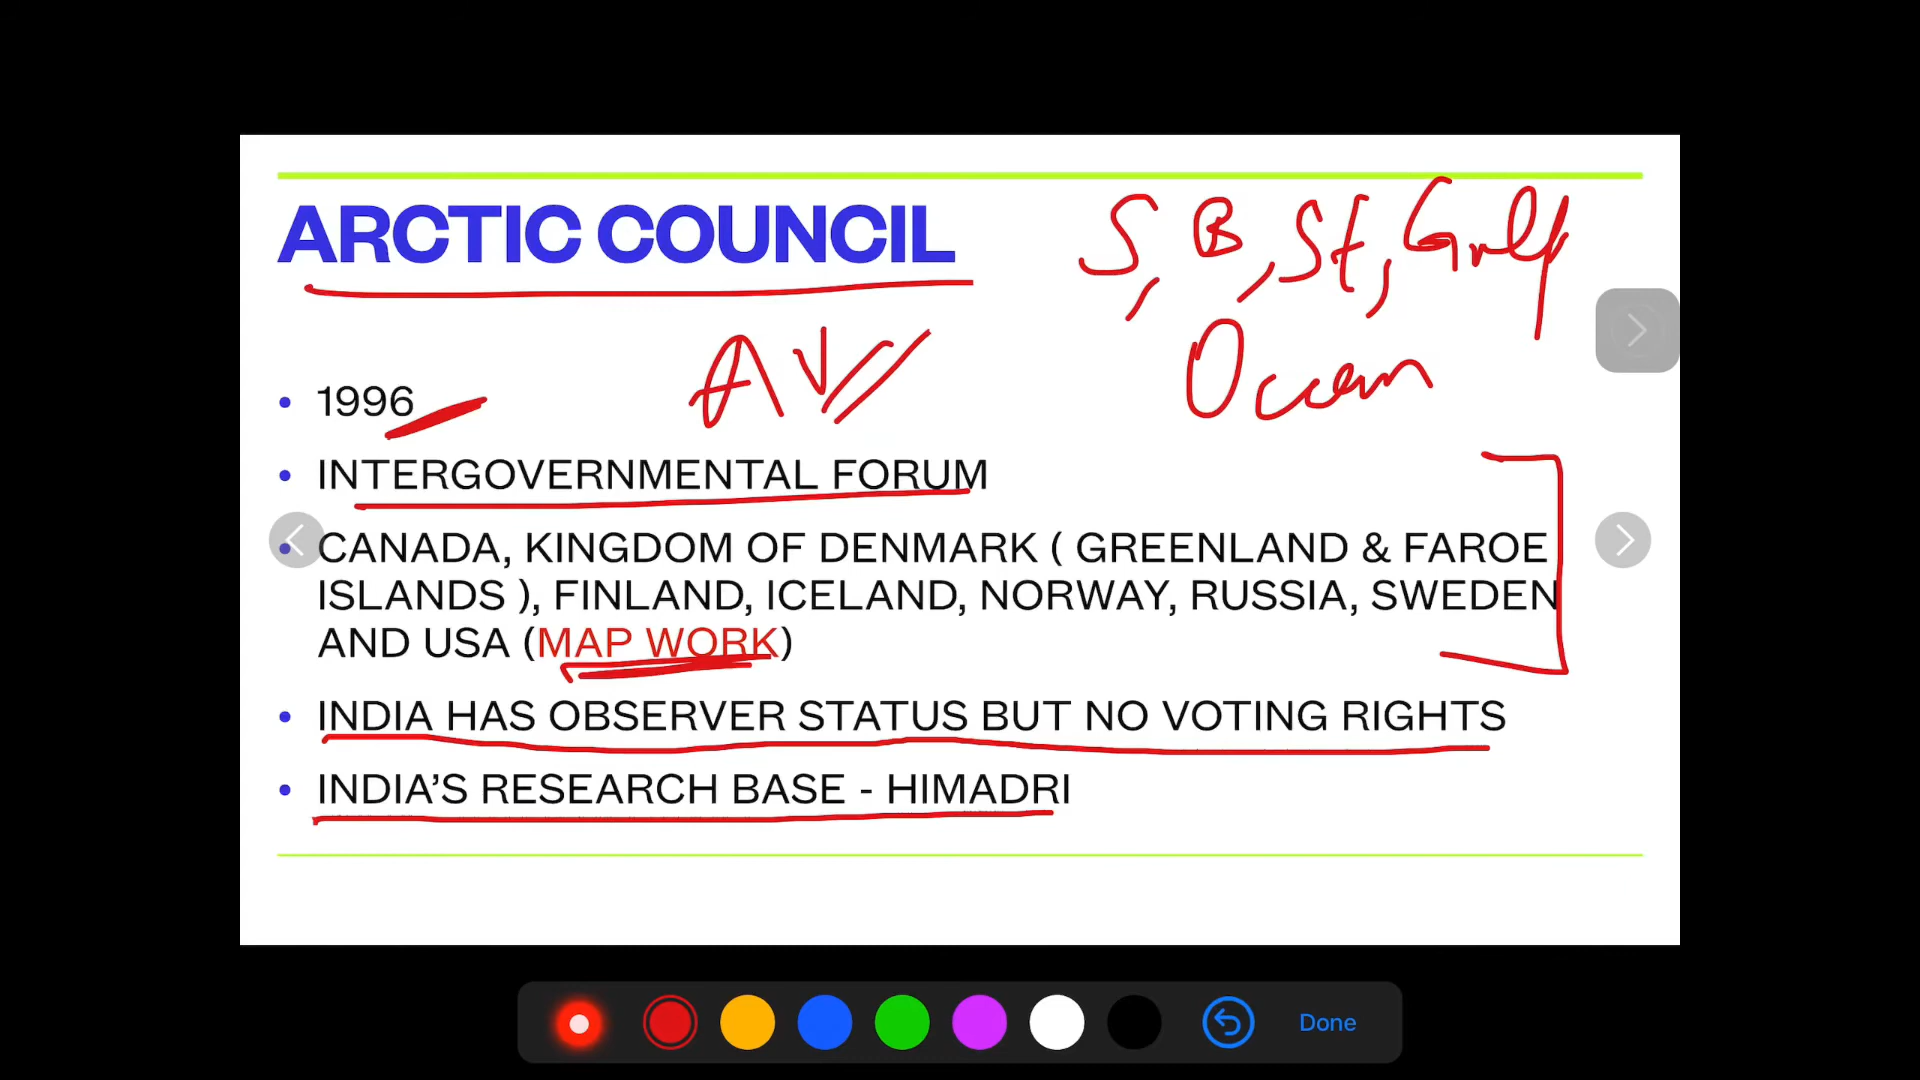 ARCTIC COUNCIL
S, B, St, Gulf
Ocean
A
• 1996
• INTERGOVERNMENTAL FORUM
• CANADA, KINGDOM OF DENMARK ( GREENLAND & FAROE
ISLANDS ), FINLAND, ICELAND, NORWAY, RUSSIA, SWEDEN
AND USA (MAP WORK)
• INDIA HAS OBSERVER STATUS BUT NO VOTING RIGHTS
• INDIA'S RESEARCH BASE - HIMADRI
Done